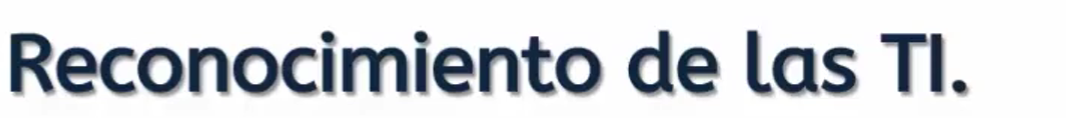 Reconocimiento de las TI.